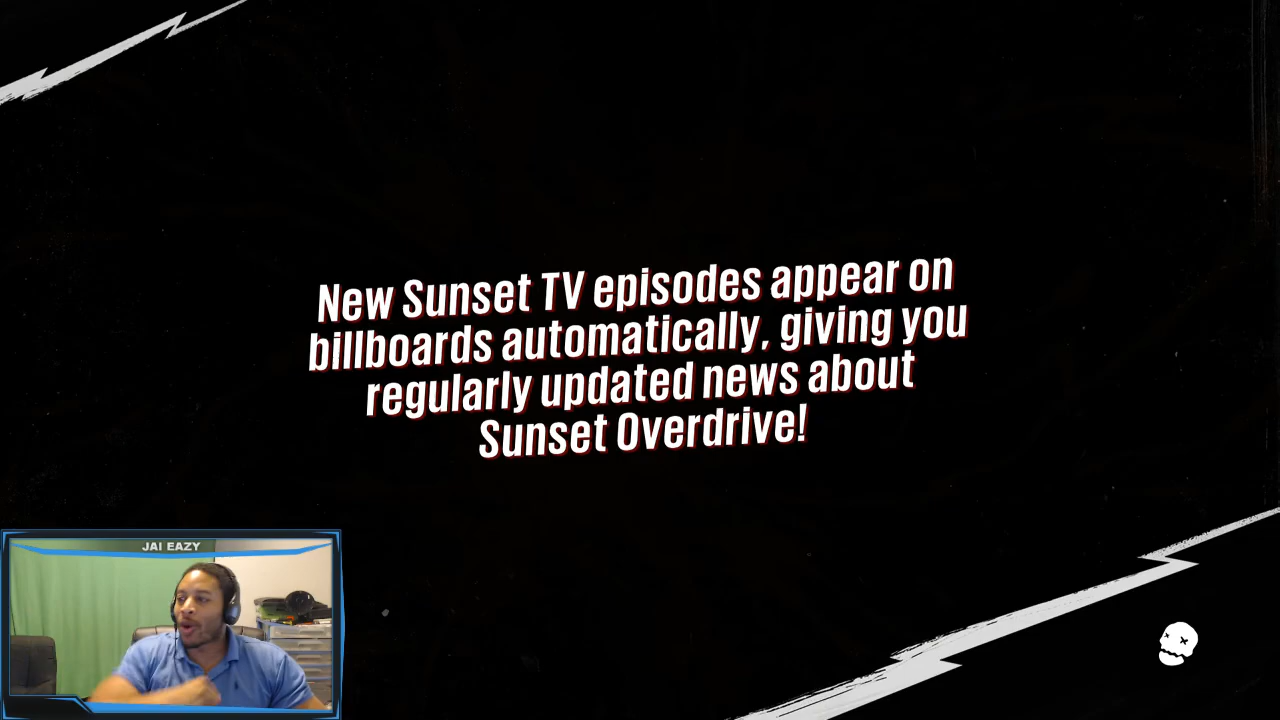 New Sunset TV episodes appear on
billboards automatically, giving you
regularly updated news about
Sunset Overdrive!
JAI EAZY